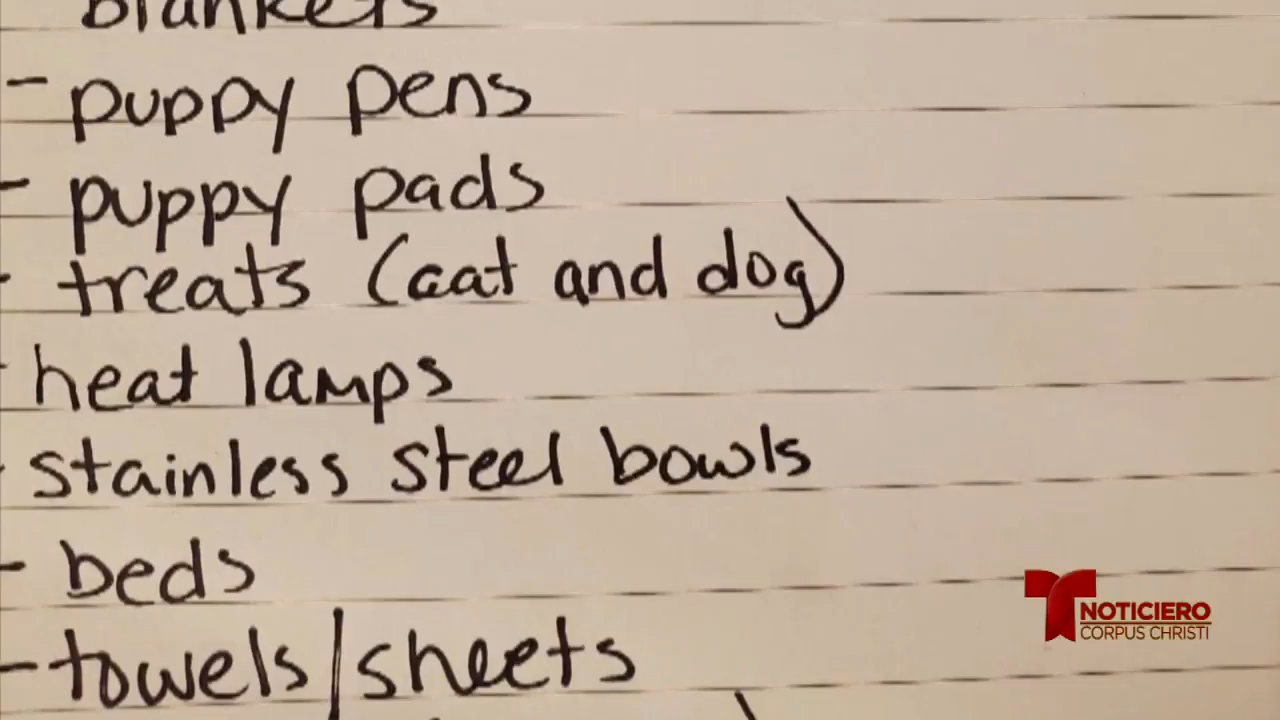 blankets
- puppy pens
- puppy pads
- treats (cat and dog)
- heat lamps
- stainless steel bowls
- beds
- towels/sheets
NOTICIERO
CORPUS CHRISTI